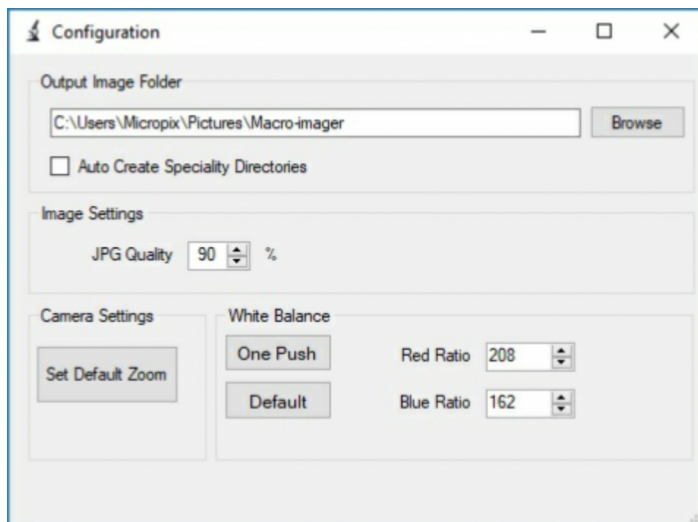 Configuration
Output Image Folder
C:\Users\Micropix\Pictures\Macro-imager
Browse
Auto Create Speciality Directories
Image Settings
JPG Quality 90 %
Camera Settings
Set Default Zoom
White Balance
One Push
Red Ratio 208
Default
Blue Ratio 162